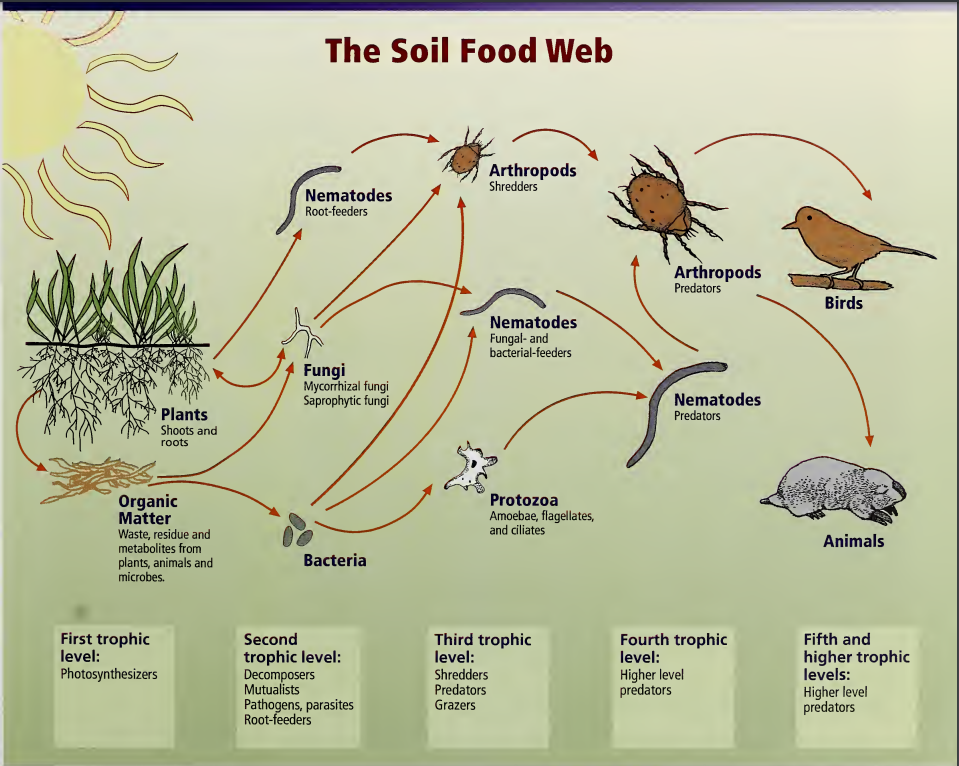 The Soil Food Web
Nematodes
Root-feeders
Arthropods
Shredders
Arthropods
Predators
Birds
Nematodes
Fungal- and
bacterial-feeders
Fungi
Mycorrhizal fungi
Saprophytic fungi
Nematodes
Predators
Plants
Shoots and
roots
Organic
Matter
Waste, residue and
metabolites from
plants, animals and
microbes.
Bacteria
Protozoa
Amoebae, flagellates,
and ciliates
Animals
First trophic
level:
Photosynthesizers
Second
trophic level:
Decomposers
Mutualists
Pathogens, parasites
Root-feeders
Third trophic
level:
Shredders
Predators
Grazers
Fourth trophic
level:
Higher level
predators
Fifth and
higher trophic
levels:
Higher level
predators